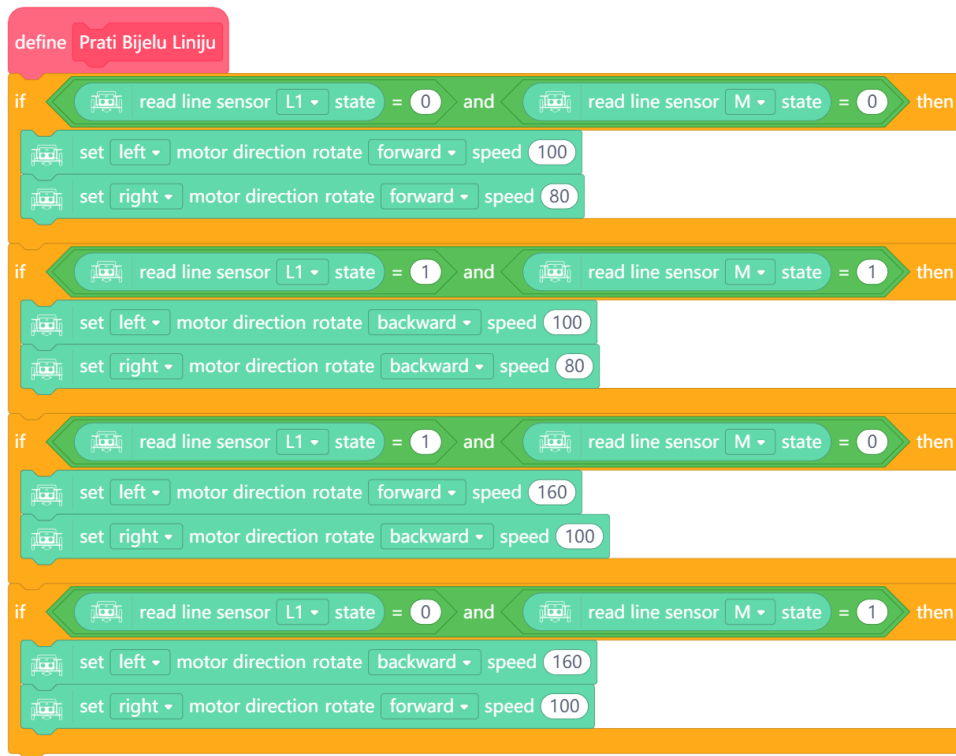 define Prati Bijelu Liniju
if read line sensor L1 state = 0 and read line sensor M state = 0 then
set left motor direction rotate forward speed 100
set right motor direction rotate forward speed 80
if read line sensor L1 state = 1 and read line sensor M state = 1 then
set left motor direction rotate backward speed 100
set right motor direction rotate backward speed 80
if read line sensor L1 state = 1 and read line sensor M state = 0 then
set left motor direction rotate forward speed 160
set right motor direction rotate backward speed 100
if read line sensor L1 state = 0 and read line sensor M state = 1 then
set left motor direction rotate backward speed 160
set right motor direction rotate forward speed 100